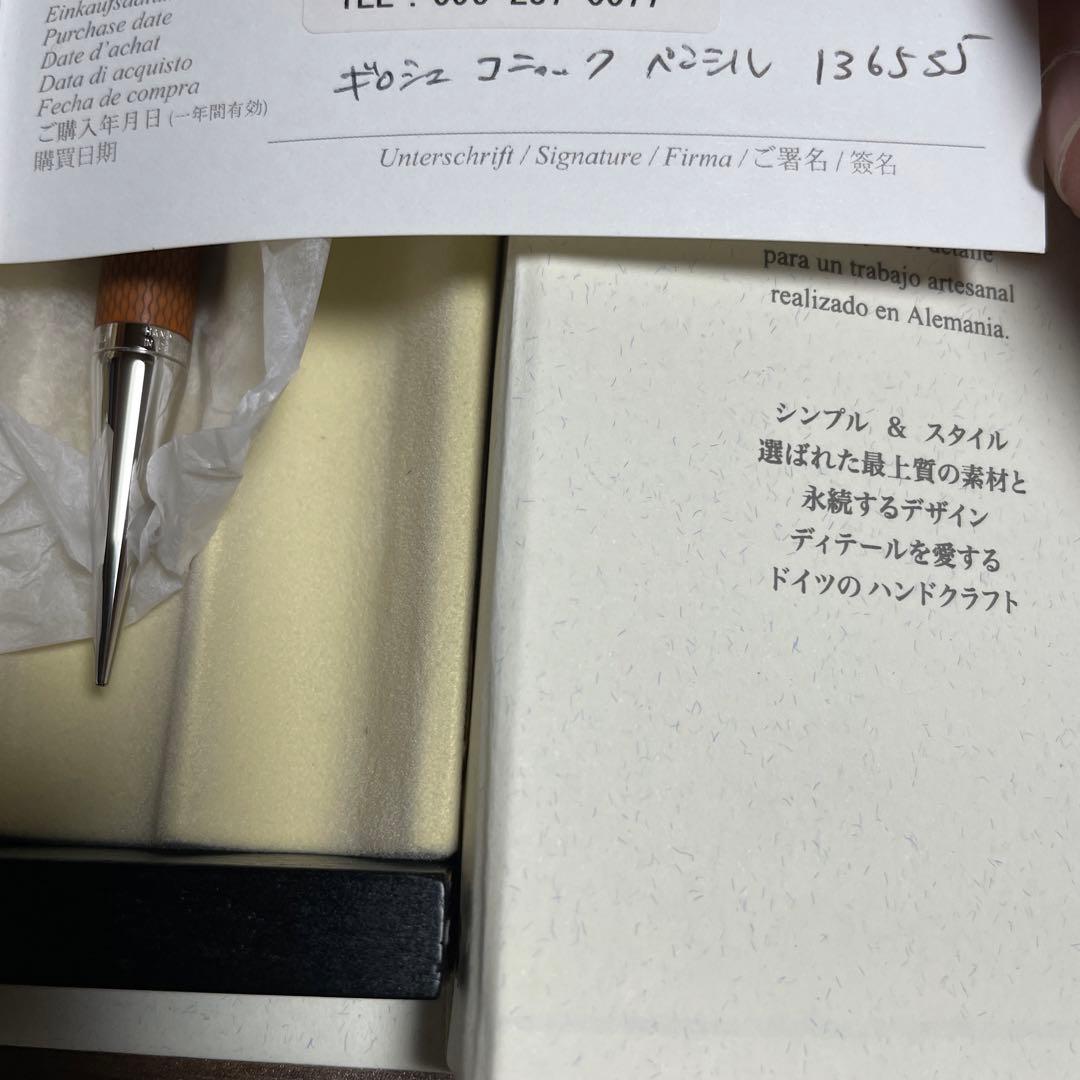 Einkaufsdatum
Purchase date
Date d'achat
Data di acquisto
Fecha de compra
ご購入年月日 (一年間有効)
購買日期
ギロシェ コニャック ペンシル 136555
Unterschrift / Signature / Firma / ご署名 / 簽名
HAND
IN
detalle
para un trabajo artesanal
realizado en Alemania.
シンプル & スタイル
選ばれた最上質の素材と
永続するデザイン
ディテールを愛する
ドイツの ハンドクラフト